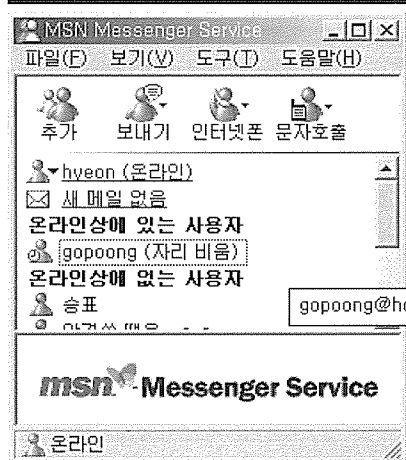 MSN Messenger Service
파일(F) 보기(V) 도구(T) 도움말(H)
추가 보내기 인터넷폰 문자호출
hyeon (온라인)
새 메일 없음
온라인상에 있는 사용자
gopoong (자리 비움)
온라인상에 없는 사용자
승표
gopoong@ho
msn Messenger Service
온라인